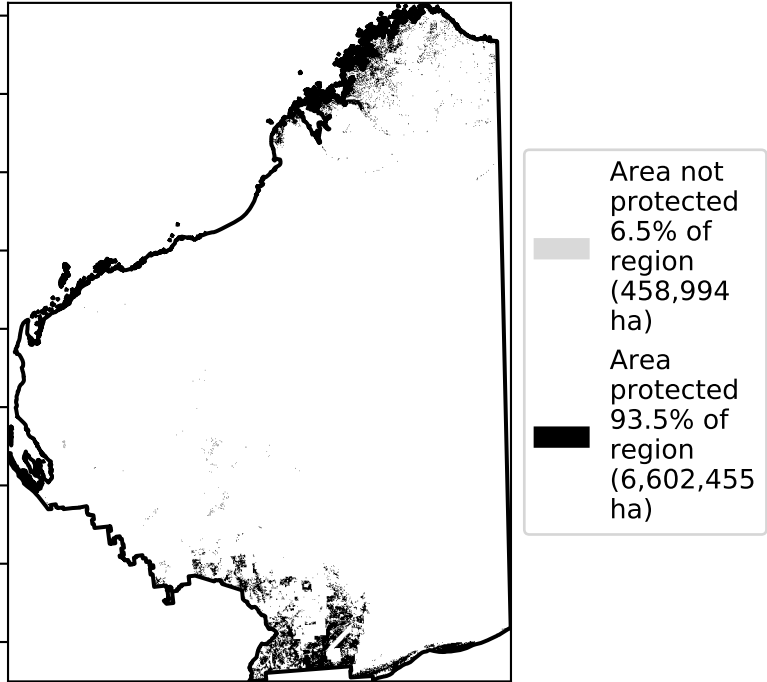 Area not
protected
6.5% of
region
(458,994
ha)
Area
protected
93.5% of
region
(6,602,455
ha)